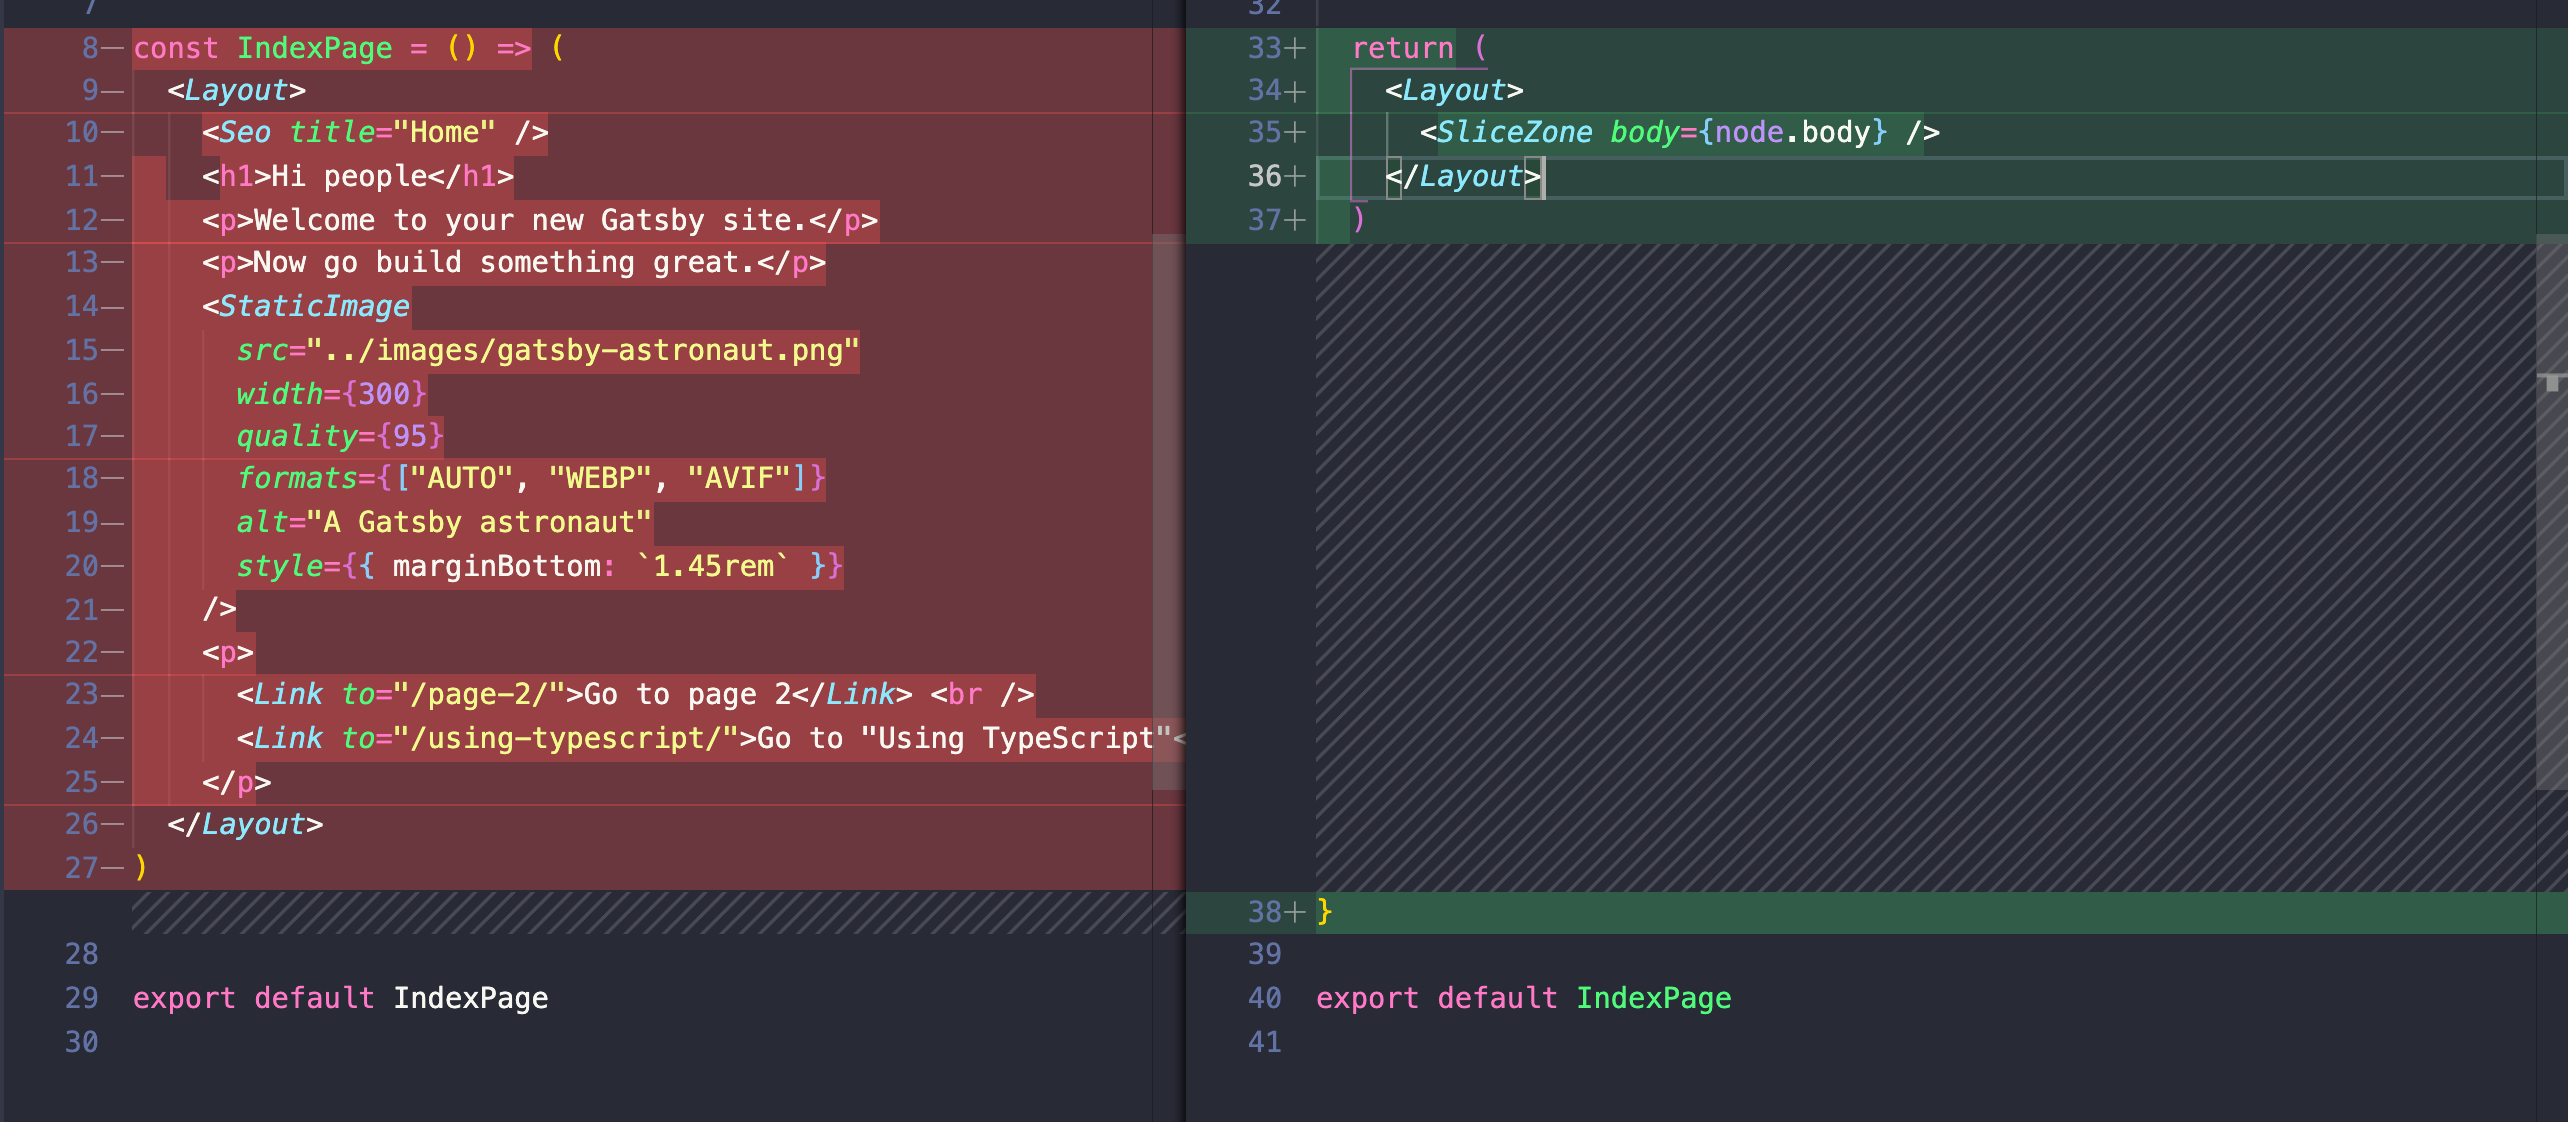 7
8— const IndexPage = () => (
9—   <Layout>
10—     <Seo title="Home" />
11—     <h1>Hi people</h1>
12—     <p>Welcome to your new Gatsby site.</p>
13—     <p>Now go build something great.</p>
14—     <StaticImage
15—       src="../images/gatsby-astronaut.png"
16—       width={300}
17—       quality={95}
18—       formats={["AUTO", "WEBP", "AVIF"]}
19—       alt="A Gatsby astronaut"
20—       style={{ marginBottom: `1.45rem` }}
21—     />
22—     <p>
23—       <Link to="/page-2/">Go to page 2</Link> <br />
24—       <Link to="/using-typescript/">Go to "Using TypeScript"<
25—     </p>
26—   </Layout>
27— )
28
29 export default IndexPage
30
32
33+   return (
34+     <Layout>
35+       <SliceZone body={node.body} />
36+     </Layout>
37+   )
38+ }
39
40 export default IndexPage
41